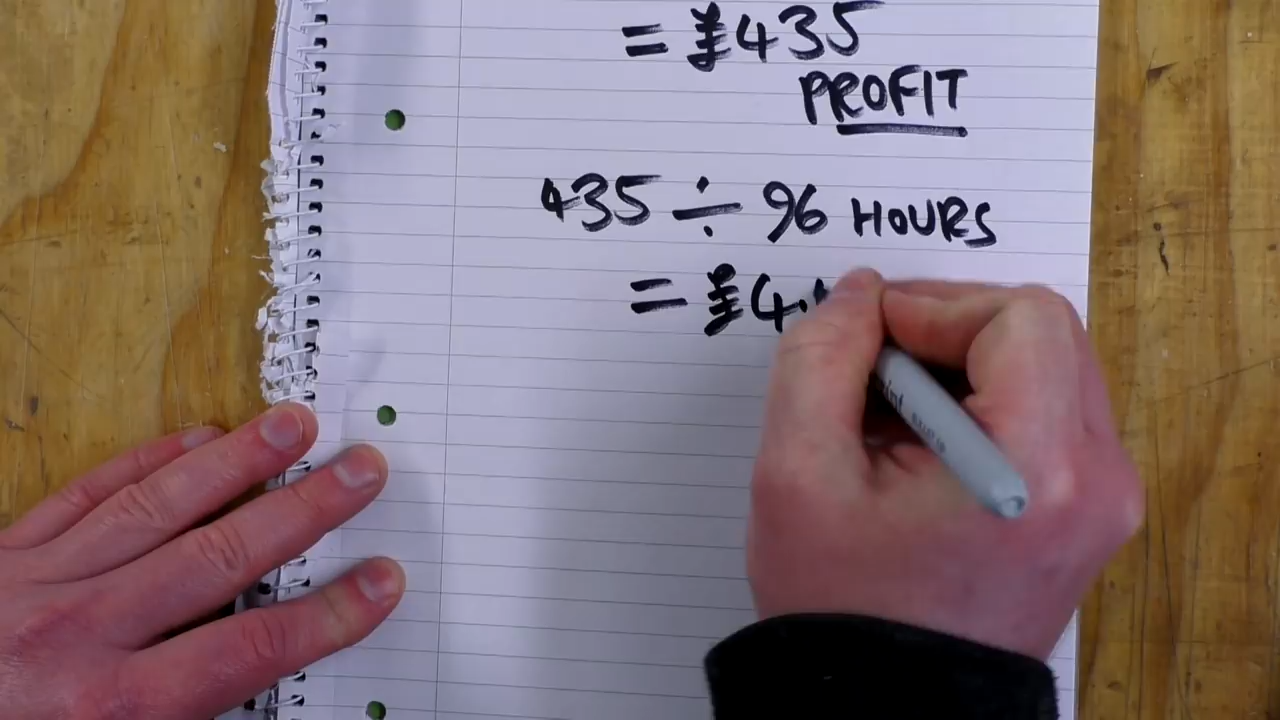 = £435
PROFIT
435 ÷ 96 HOURS
= £4.